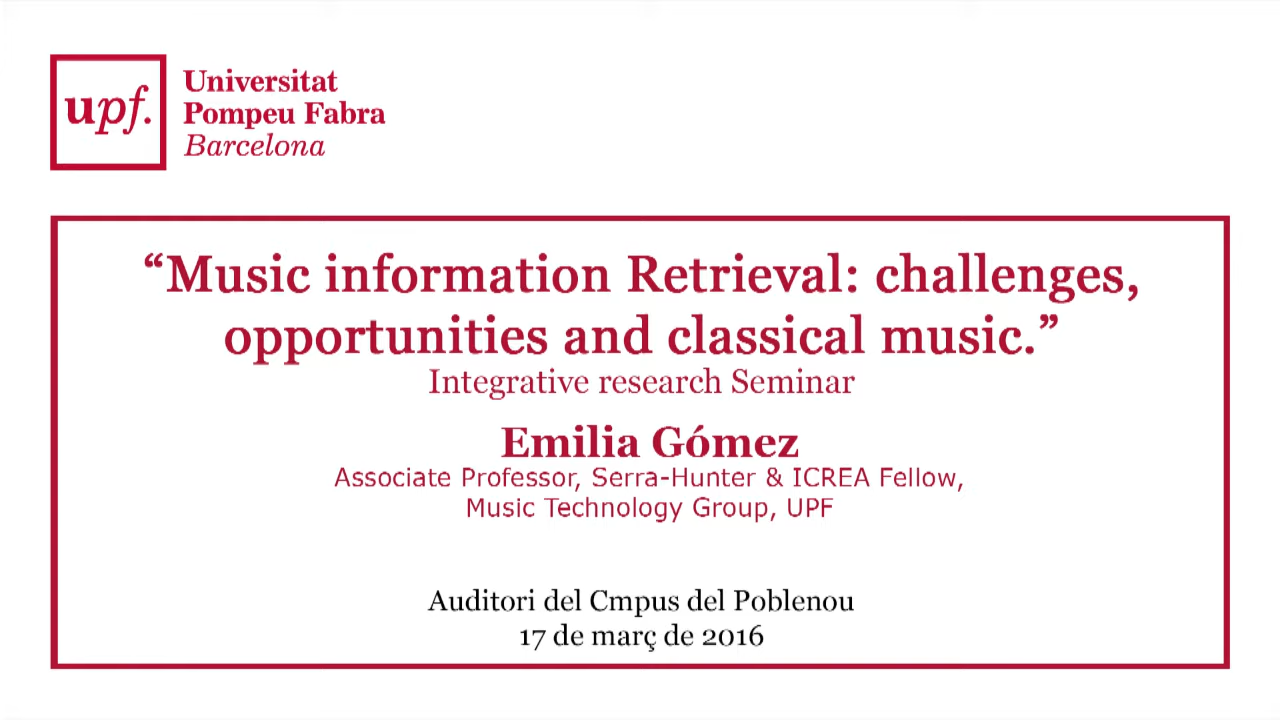 upf.
Universitat
Pompeu Fabra
Barcelona
“Music information Retrieval: challenges,
opportunities and classical music.”
Integrative research Seminar
Emilia Gómez
Associate Professor, Serra-Hunter & ICREA Fellow,
Music Technology Group, UPF
Auditori del Cmpus del Poblenou
17 de març de 2016